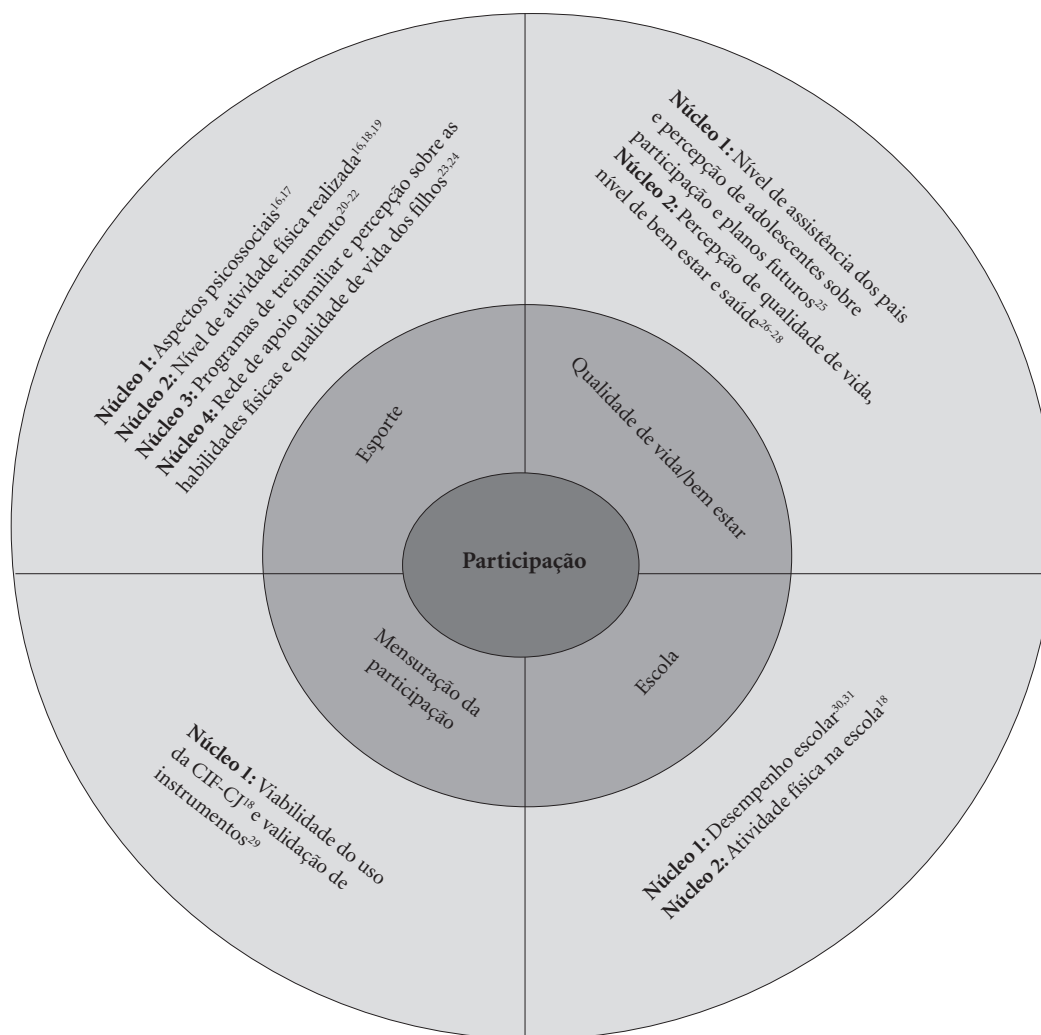 Núcleo 1: Aspectos psicossociais16,17
Núcleo 2: Nível de atividade física realizada16,18,19
Núcleo 3: Programas de treinamento20-22
Núcleo 4: Rede de apoio familiar e percepção sobre as
habilidades físicas e qualidade de vida dos filhos23,24
Núcleo 1: Nível de assistência dos pais
e percepção de adolescentes sobre
participação e planos futuros25
Núcleo 2: Percepção de qualidade de vida,
nível de bem estar e saúde26-28
Esporte
Qualidade de vida/bem estar
Participação
Mensuração da
participação
Escola
Núcleo 1: Viabilidade do uso
da CIF-CJ18 e validação de
instrumentos29
Núcleo 1: Desempenho escolar30,31
Núcleo 2: Atividade física na escola18